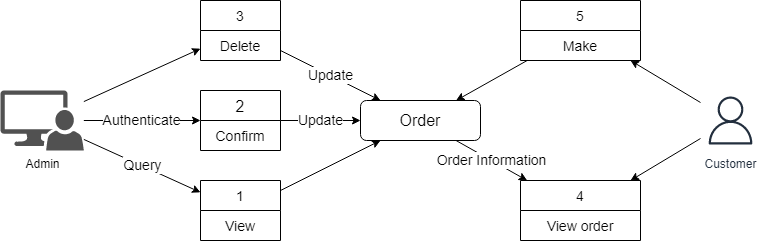 3
Delete
5
Make
Update
Authenticate
2
Confirm
Update
Order
Admin
Query
Order Information
Customer
1
View
4
View order